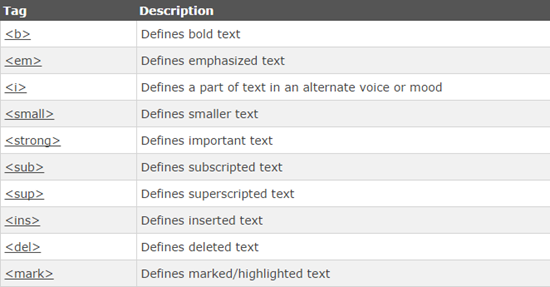 Tag Description
<b> Defines bold text
<em> Defines emphasized text
<i> Defines a part of text in an alternate voice or mood
<small> Defines smaller text
<strong> Defines important text
<sub> Defines subscripted text
<sup> Defines superscripted text
<ins> Defines inserted text
<del> Defines deleted text
<mark> Defines marked/highlighted text